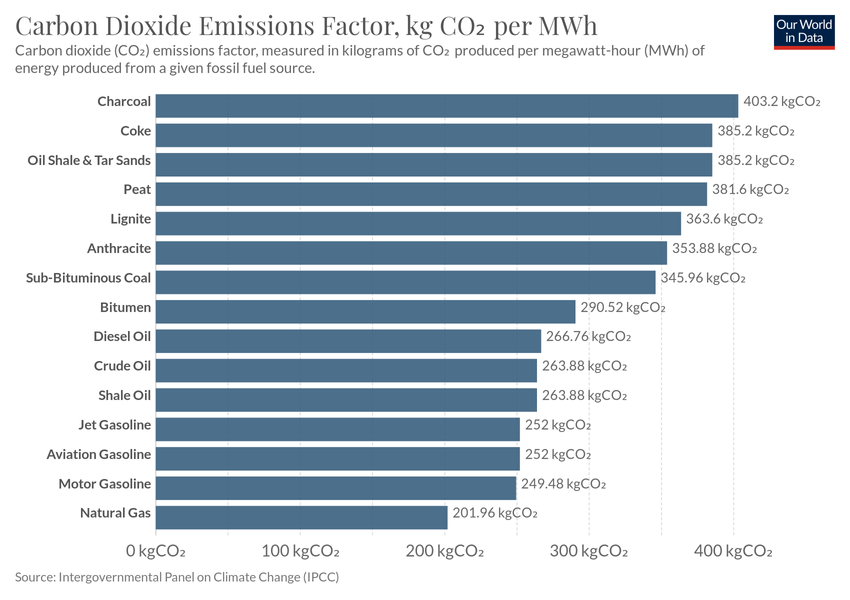 Carbon Dioxide Emissions Factor, kg CO₂ per MWh
Our World
in Data
Carbon dioxide (CO₂) emissions factor, measured in kilograms of CO₂ produced per megawatt-hour (MWh) of
energy produced from a given fossil fuel source.
Charcoal 403.2 kgCO₂
Coke 385.2 kgCO₂
Oil Shale & Tar Sands 385.2 kgCO₂
Peat 381.6 kgCO₂
Lignite 363.6 kgCO₂
Anthracite 353.88 kgCO₂
Sub-Bituminous Coal 345.96 kgCO₂
Bitumen 290.52 kgCO₂
Diesel Oil 266.76 kgCO₂
Crude Oil 263.88 kgCO₂
Shale Oil 263.88 kgCO₂
Jet Gasoline 252 kgCO₂
Aviation Gasoline 252 kgCO₂
Motor Gasoline 249.48 kgCO₂
Natural Gas 201.96 kgCO₂
0 kgCO₂ 100 kgCO₂ 200 kgCO₂ 300 kgCO₂ 400 kgCO₂
Source: Intergovernmental Panel on Climate Change (IPCC)